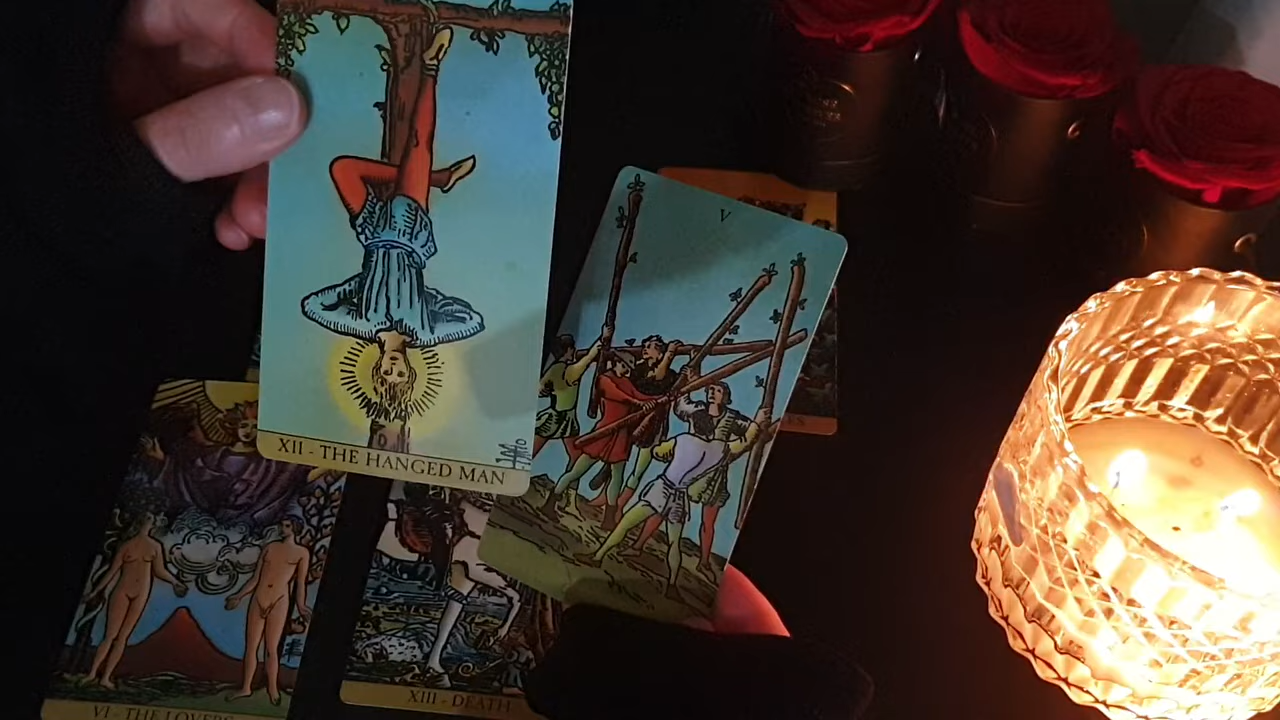 V
XII - THE HANGED MAN
XIII - DEATH
VI - THE LOVERS